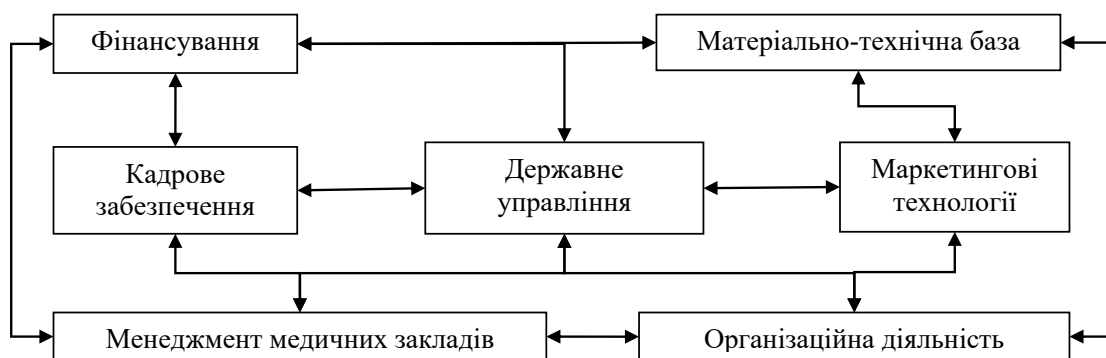 Фінансування
Матеріально-технічна база
Кадрове
забезпечення
Державне
управління
Маркетингові
технології
Менеджмент медичних закладів
Організаційна діяльність